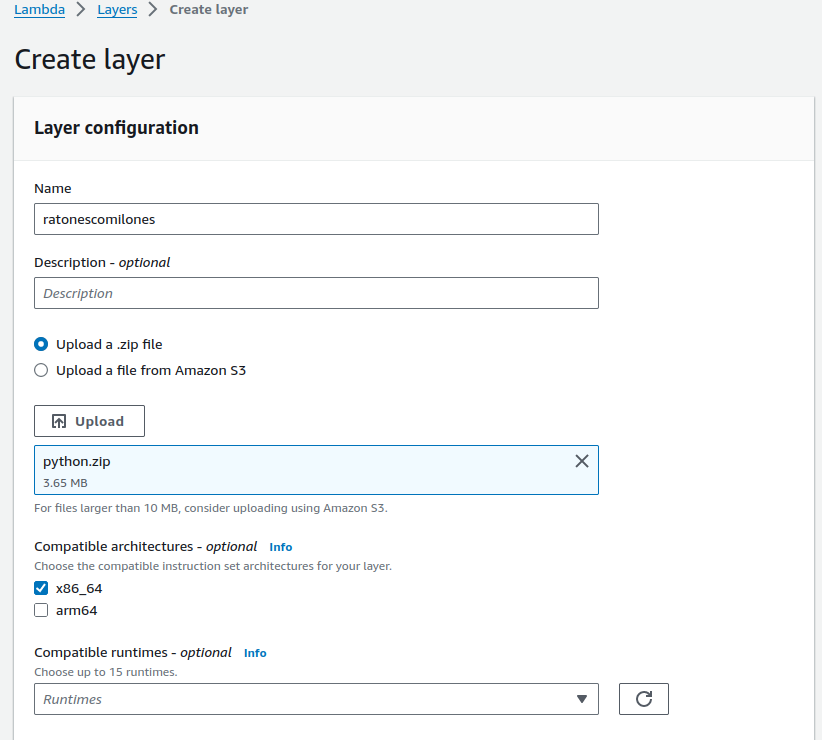 Lambda > Layers > Create layer
Create layer
Layer configuration
Name
ratonescomilones
Description - optional
Description
Upload a .zip file
Upload a file from Amazon S3
Upload
python.zip
3.65 MB
For files larger than 10 MB, consider uploading using Amazon S3.
Compatible architectures - optional Info
Choose the compatible instruction set architectures for your layer.
x86_64
arm64
Compatible runtimes - optional Info
Choose up to 15 runtimes.
Runtimes